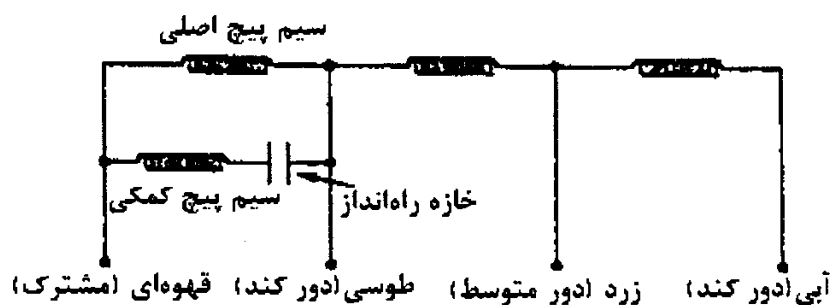 سیم پیچ اصلی
سیم پیچ کمکی
خازه راه‌انداز
قهوه‌ای (مشترک) طوسی (دور کند) زرد (دور متوسط) آبی (دور کند)